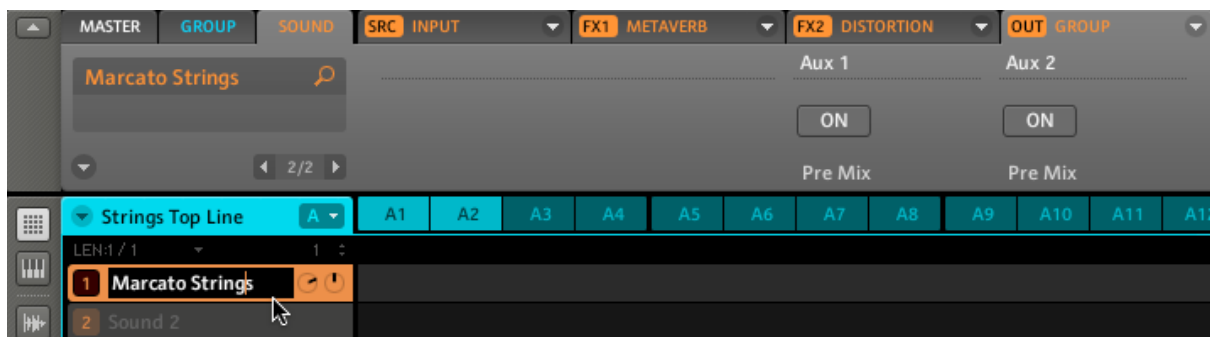 MASTER GROUP SOUND SRC INPUT FX1 METAVERB FX2 DISTORTION OUT GROUP
Marcato Strings Aux 1 Aux 2
ON ON
2/2 Pre Mix Pre Mix
Strings Top Line A A1 A2 A3 A4 A5 A6 A7 A8 A9 A10 A11
LEN:1 / 1 1
1 Marcato Strings
2 Sound 2